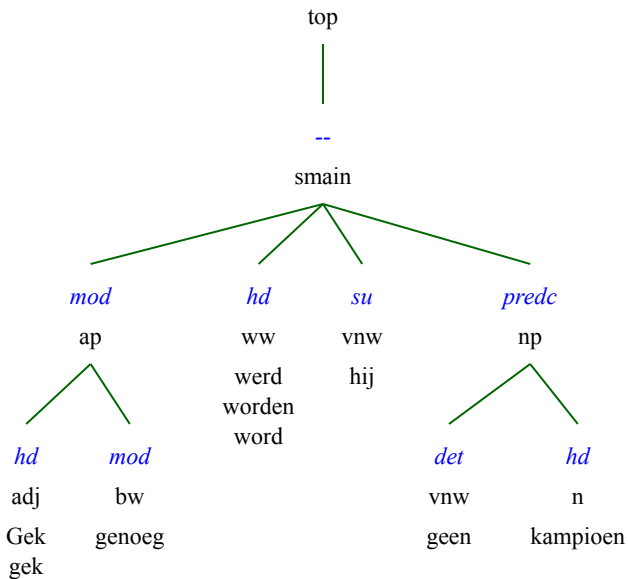 top
--
smain
mod hd su predc
ap ww vnw np
werd hij
worden
word
hd mod det hd
adj bw vnw n
Gek genoeg geen kampioen
gek